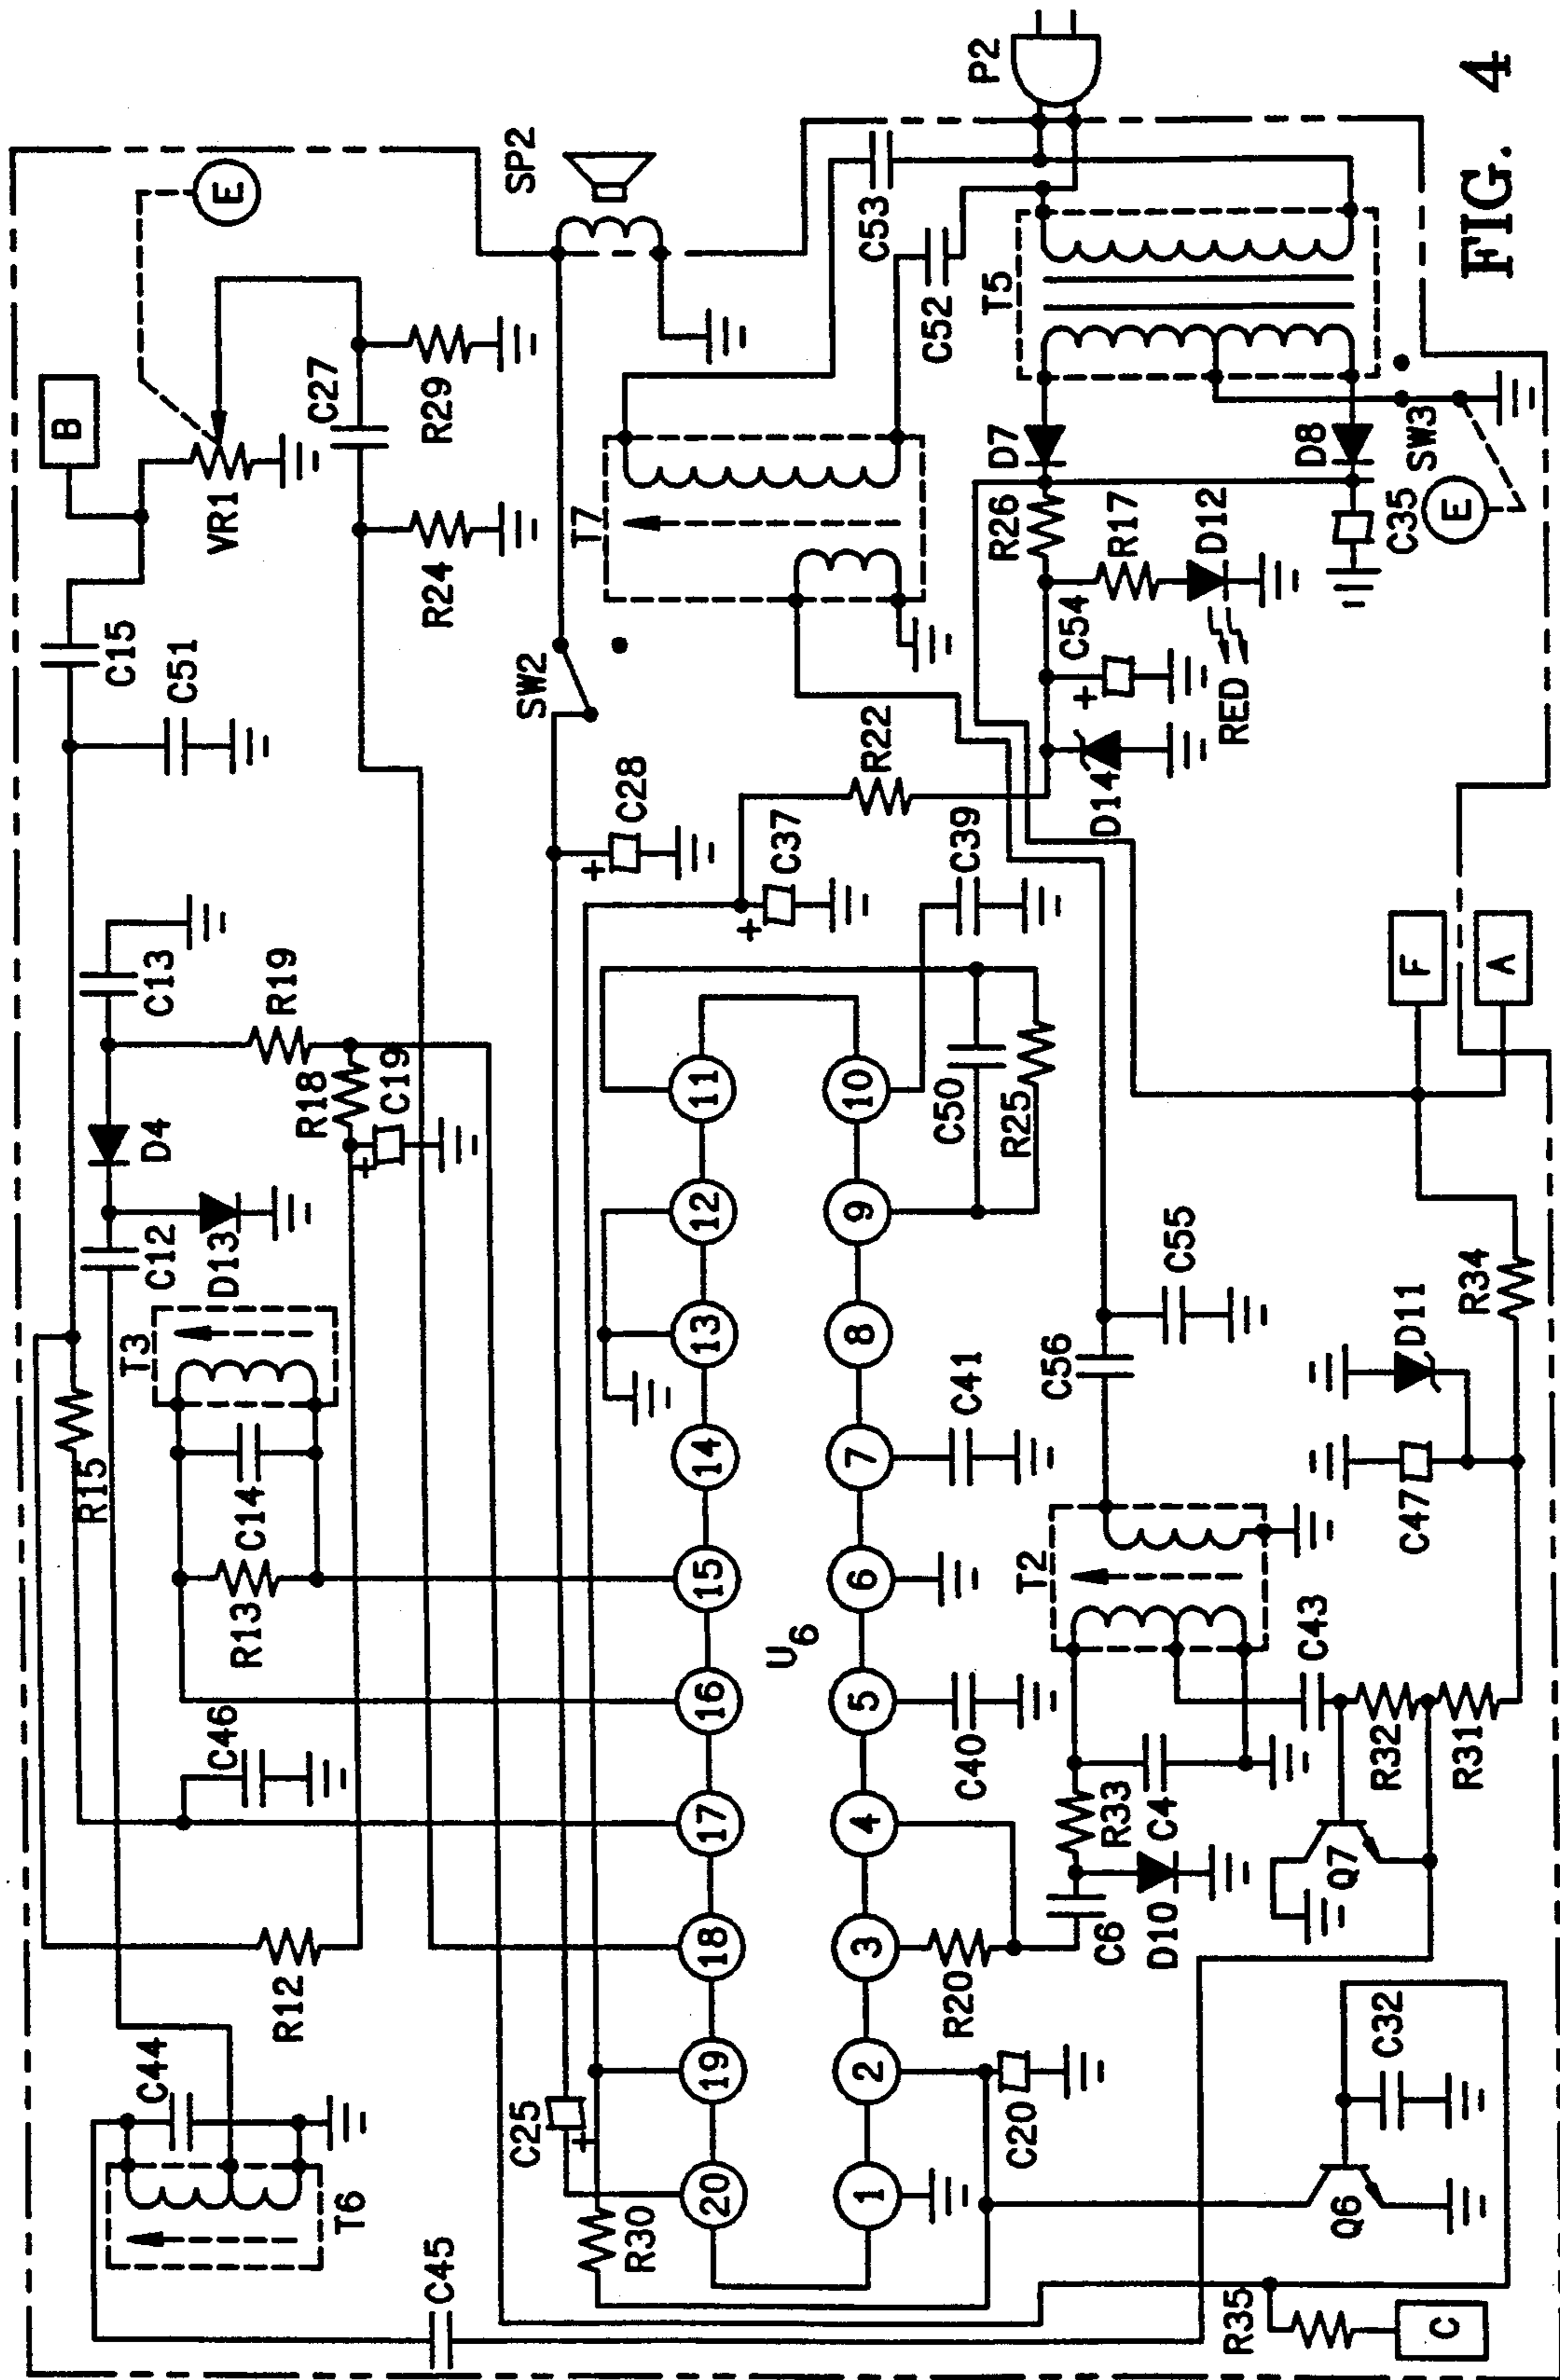 E
B
VR1
C15
C51
C27
R29
R24
SP2
P2
C53
C52
T5
T7
SW2
D7
D8
SW3
E
C35
R26
R17
D12
C54
+
RED
D14
R22
C28
+
C37
+
C39
C13
R19
R18
C19
+
D4
D13
C12
T3
C14
R13
R15
C46
R12
C44
T6
C45
C25
+
R30
20
19
18
17
16
15
14
13
12
11
U6
1
2
3
4
5
6
7
8
9
10
C50
R25
C41
C40
C55
C56
T2
C43
R33
C4
C6
D10
R20
C20
Q7
R32
R31
C47
D11
R34
F
A
C32
Q6
R35
C
FIG. 4